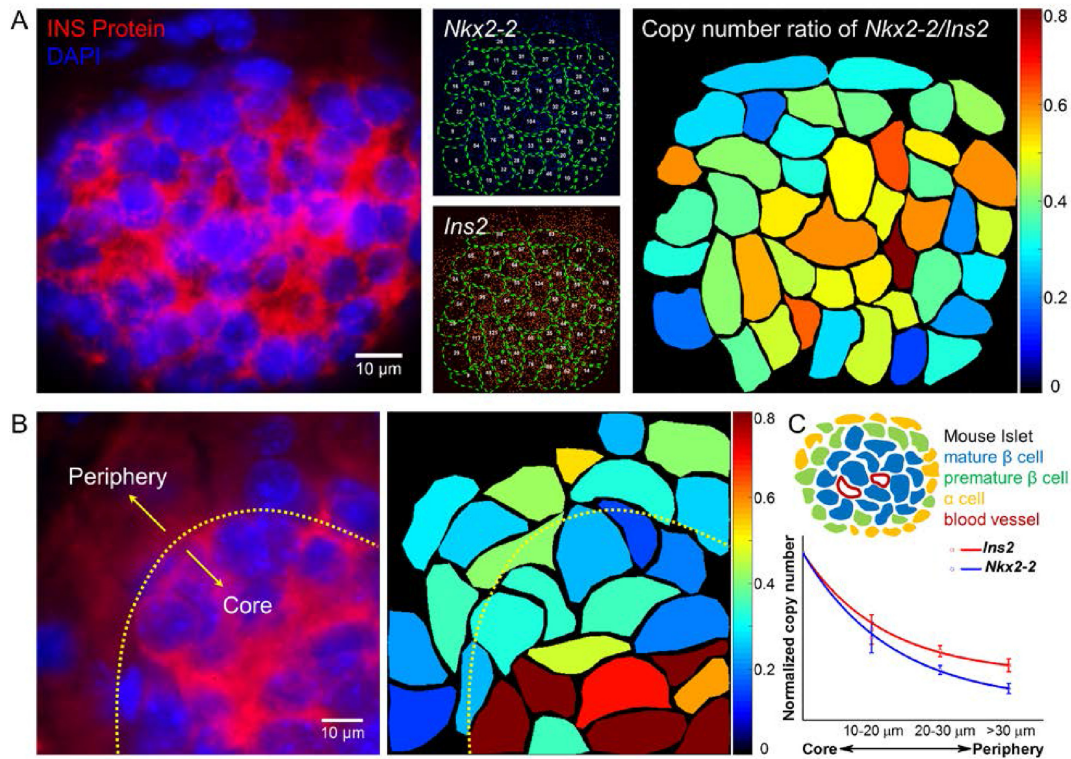 A
INS Protein
DAPI
10 µm
Nkx2-2
Ins2
Copy number ratio of Nkx2-2/Ins2
0.8
0.6
0.4
0.2
0
B
Periphery
Core
10 µm
0.8
0.6
0.4
0.2
0
C
Mouse Islet
mature β cell
premature β cell
α cell
blood vessel
Ins2
Nkx2-2
Normalized copy number
10-20 µm
20-30 µm
>30 µm
Core
Periphery